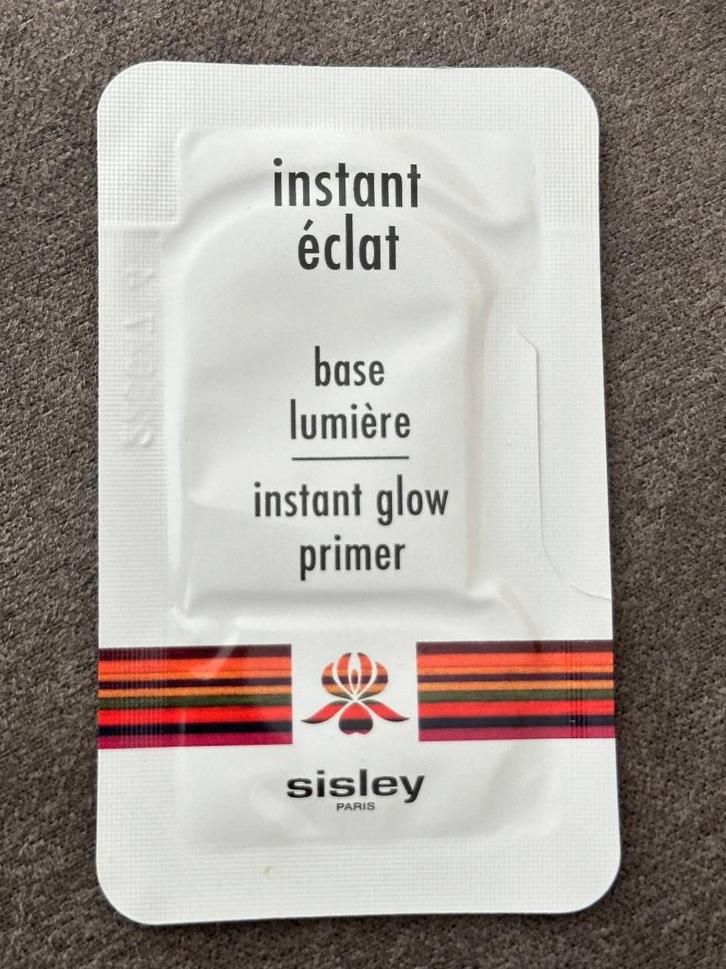 instant
éclat
base
lumière
instant glow
primer
sisley
PARIS